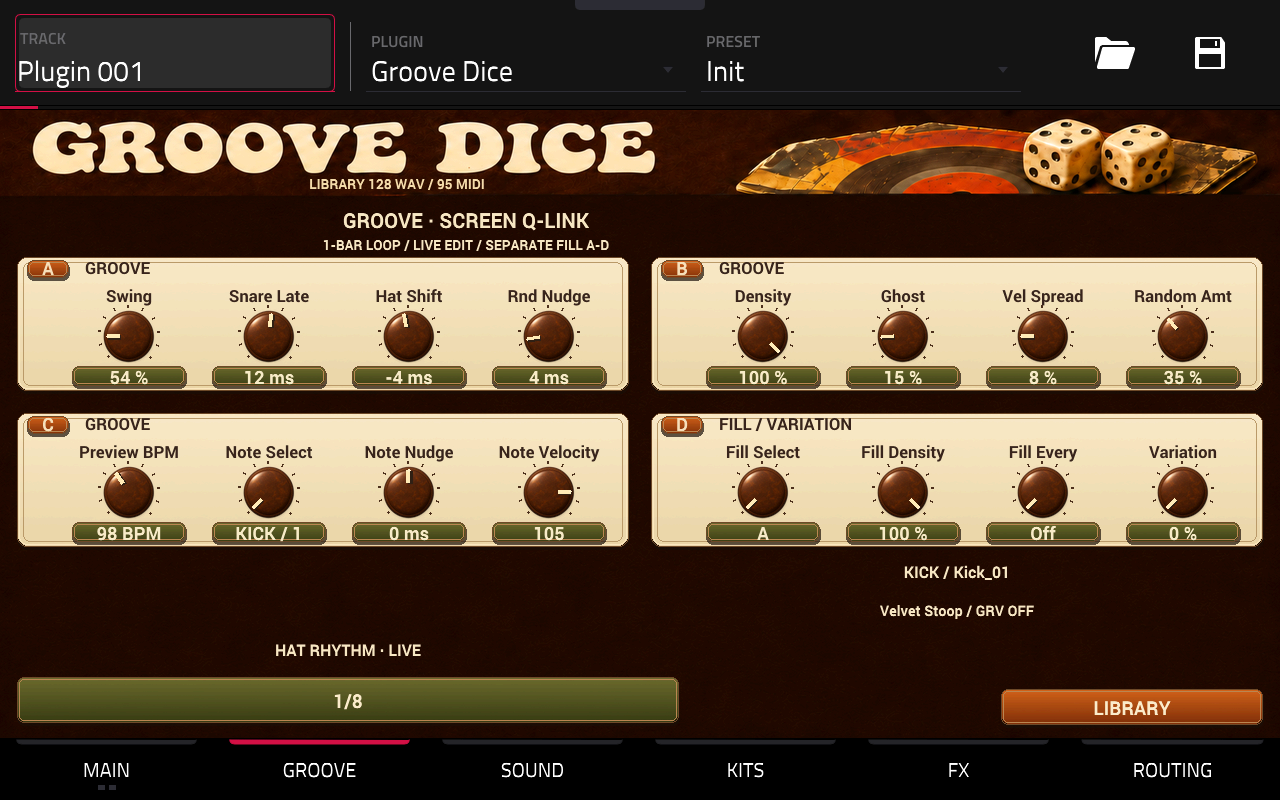 TRACK
Plugin 001
PLUGIN
Groove Dice
PRESET
Init
GROOVE DICE
LIBRARY 128 WAV / 95 MIDI
GROOVE · SCREEN Q-LINK
1-BAR LOOP / LIVE EDIT / SEPARATE FILL A-D
A GROOVE
Swing Snare Late Hat Shift Rnd Nudge
54 % 12 ms -4 ms 4 ms
B GROOVE
Density Ghost Vel Spread Random Amt
100 % 15 % 8 % 35 %
C GROOVE
Preview BPM Note Select Note Nudge Note Velocity
98 BPM KICK / 1 0 ms 105
D FILL / VARIATION
Fill Select Fill Density Fill Every Variation
A 100 % Off 0 %
KICK / Kick_01
Velvet Stoop / GRV OFF
HAT RHYTHM · LIVE
1/8
LIBRARY
MAIN GROOVE SOUND KITS FX ROUTING